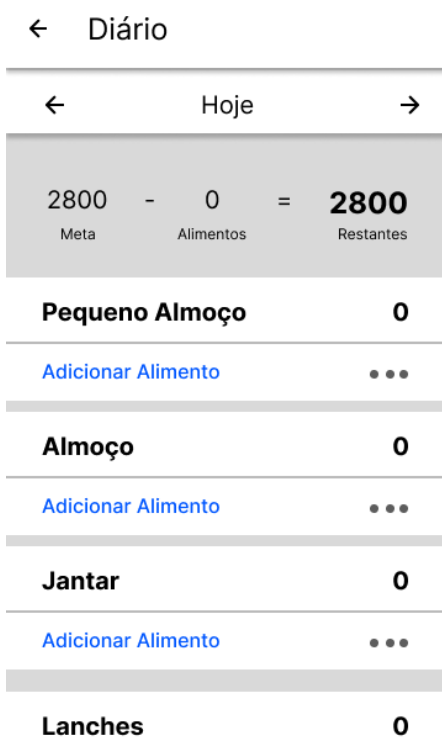 ← Diário
← Hoje →
2800 - 0 = 2800
Meta Alimentos Restantes
Pequeno Almoço 0
Adicionar Alimento •••
Almoço 0
Adicionar Alimento •••
Jantar 0
Adicionar Alimento •••
Lanches 0